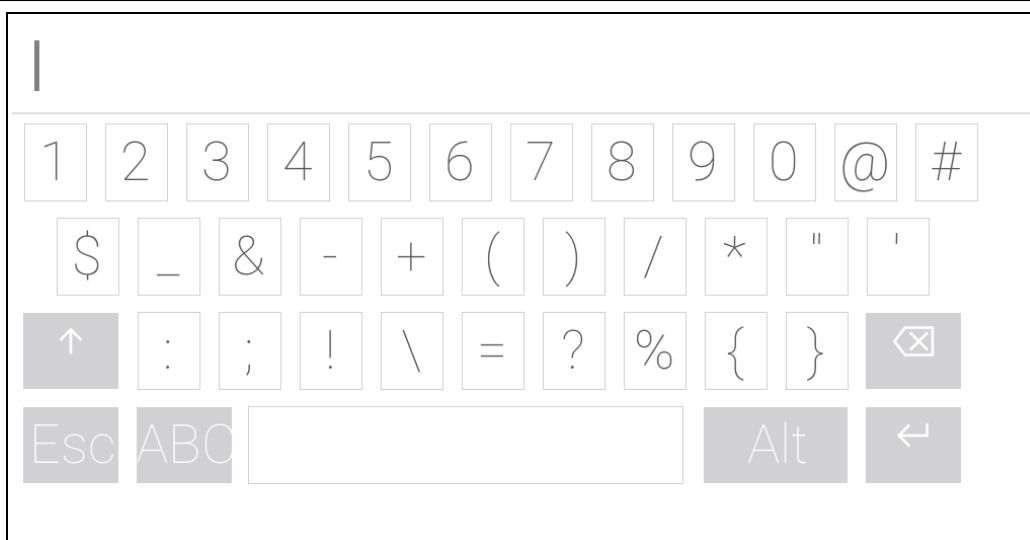 1 2 3 4 5 6 7 8 9 0 @ #
$ _ & - + ( ) / * " '
: ; ! \ = ? % { }
Esc ABC Alt